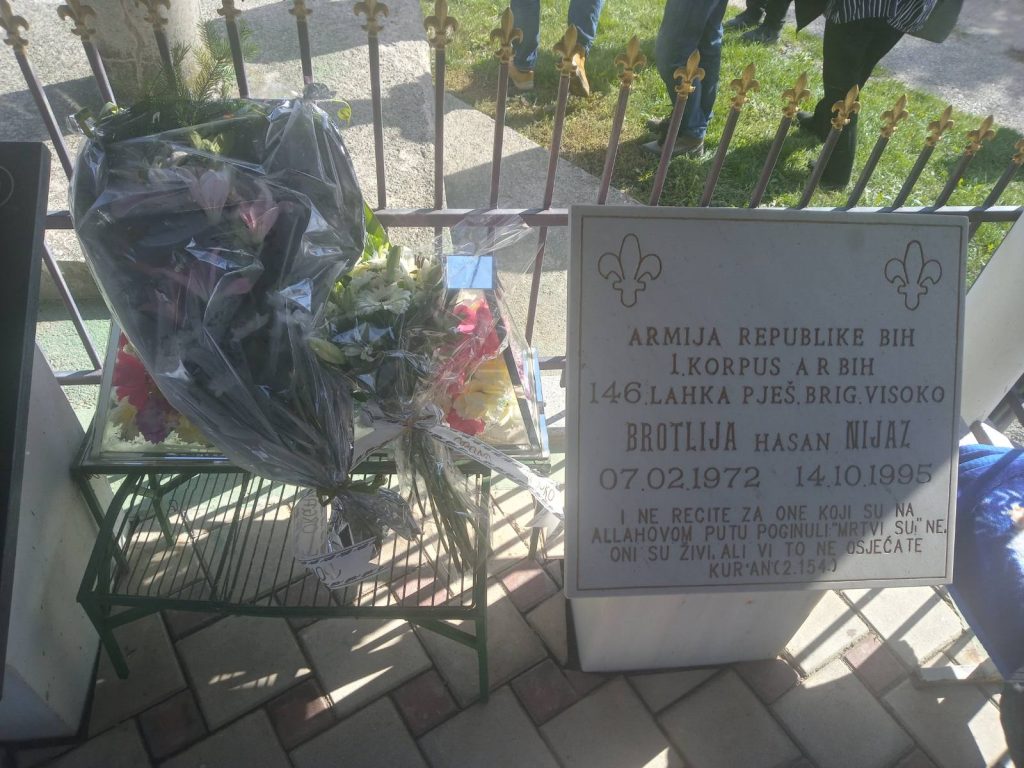 ARMIJA REPUBLIKE BIH
1.KORPUS A R BIH
146.LAHKA PJEŠ.BRIG.VISOKO
BROTLIJA HASAN NIJAZ
07.02.1972 14.10.1995
I NE RECITE ZA ONE KOJI SU NA
ALLAHOVOM PUTU POGINULI "MRTVI SU," NE,
ONI SU ŽIVI, ALI VI TO NE OSJEĆATE
KUR'AN(2.154.)